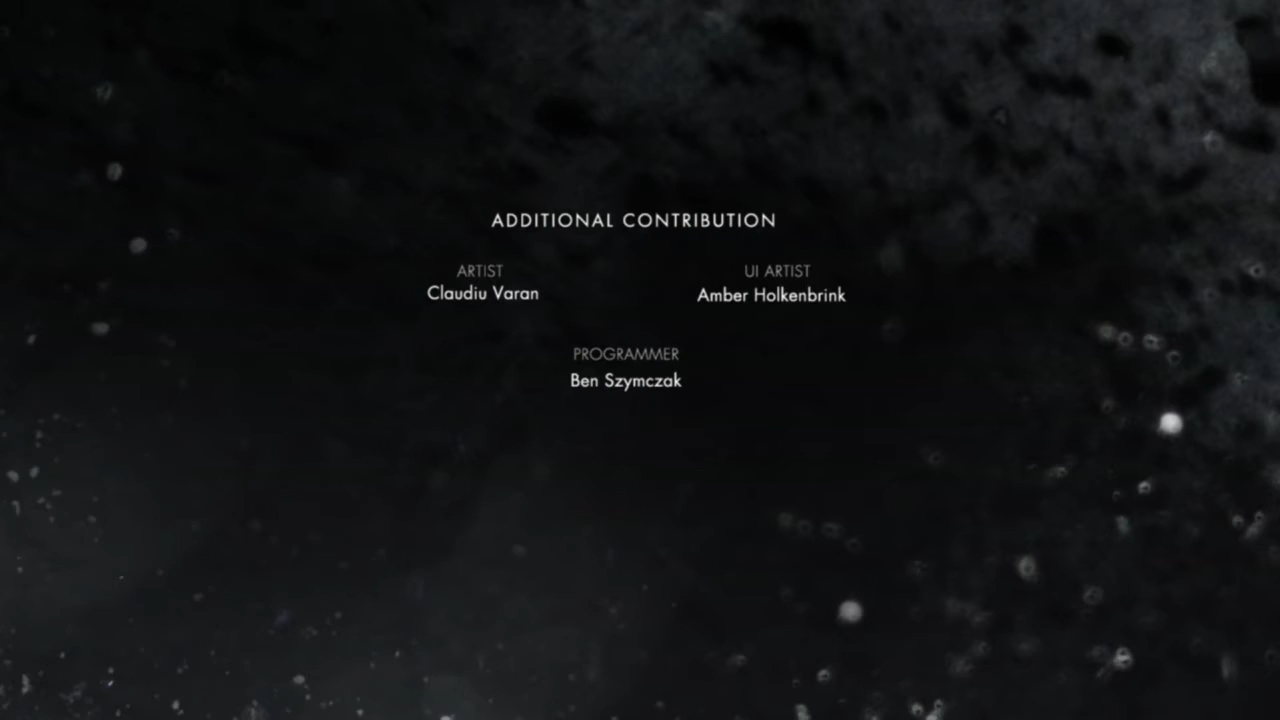 ADDITIONAL CONTRIBUTION
ARTIST
Claudiu Varan
UI ARTIST
Amber Holkenbrink
PROGRAMMER
Ben Szymczak